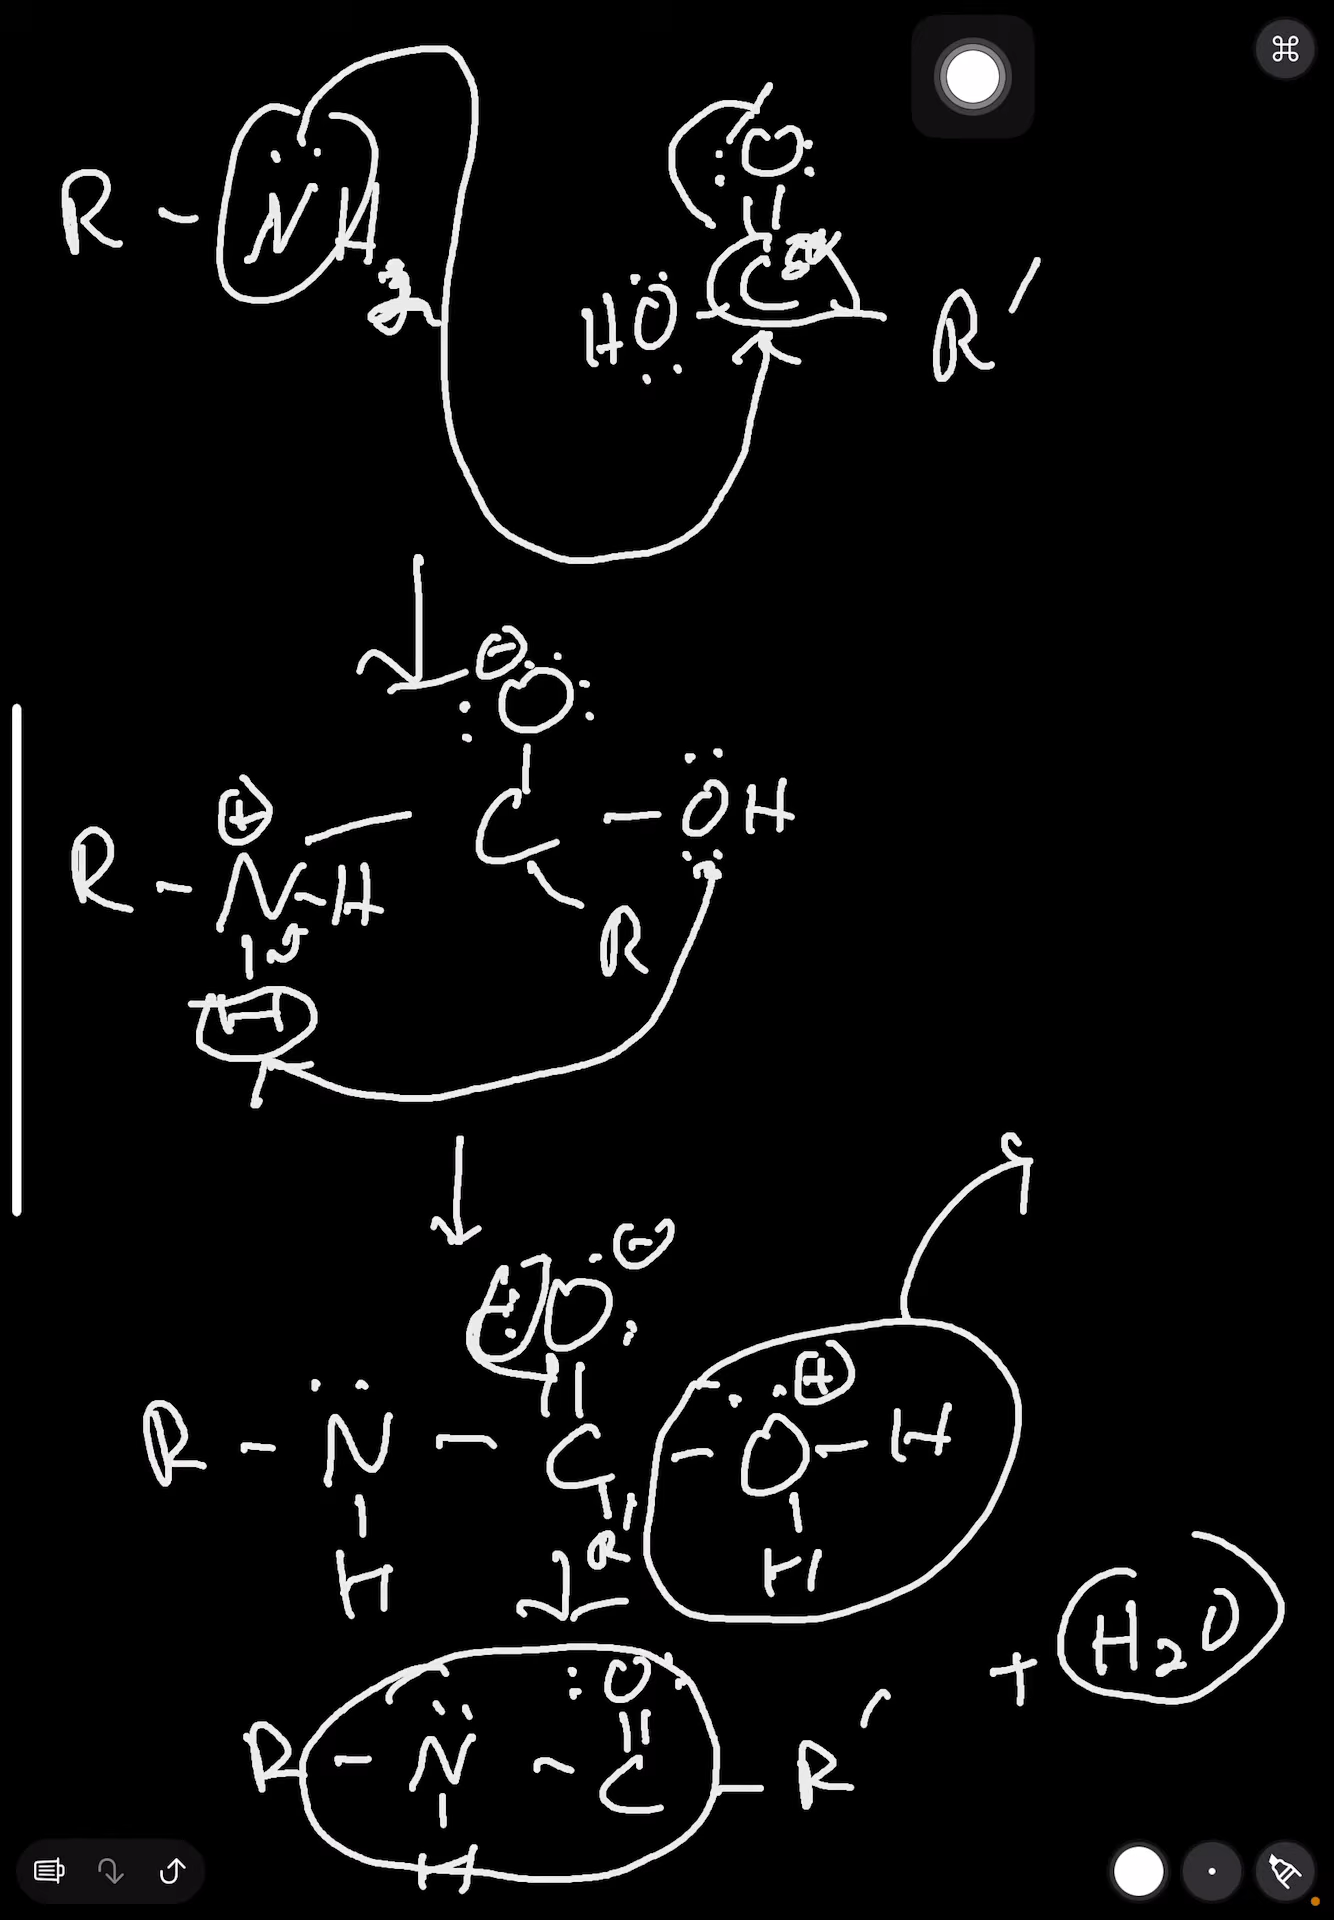 O
R - NH₂
HO - C δ+ - R′
⊖
O
⊕
R - N - H - C - OH
R
H
⊖
O
⊕
R - N - C - O - H
H R′ H
+ H₂O
O
R - N - C - R′
H